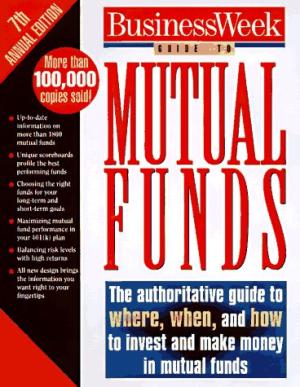 7th
ANNUAL EDITION
BusinessWeek
GUIDE TO
More than
100,000
copies sold!
MUTUAL
FUNDS
Up-to-date
information on
more than 1800
mutual funds
Unique scoreboards
profile the best
performing funds
Choosing the right
funds for your
long-term and
short-term goals
Maximizing mutual
fund performance in
your 401(k) plan
Balancing risk levels
with high returns
All new design brings
the information you
want right to your
fingertips
The authoritative guide to
where, when, and how
to invest and make money
in mutual funds